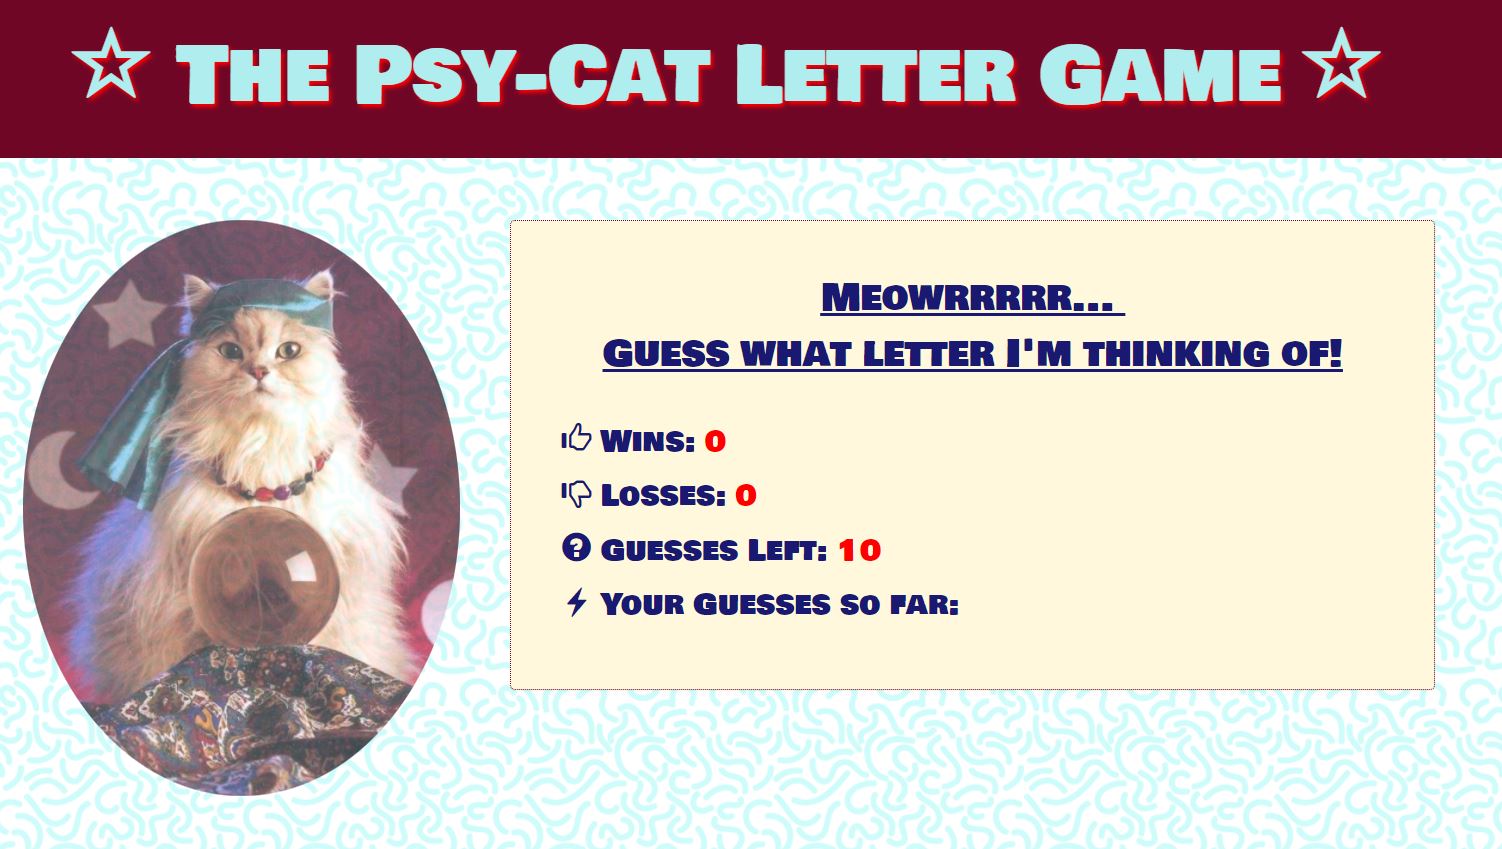 The Psy-Cat Letter Game
Meowrrrrr...
Guess what letter I'm thinking of!
Wins: 0
Losses: 0
Guesses Left: 10
Your Guesses so far: